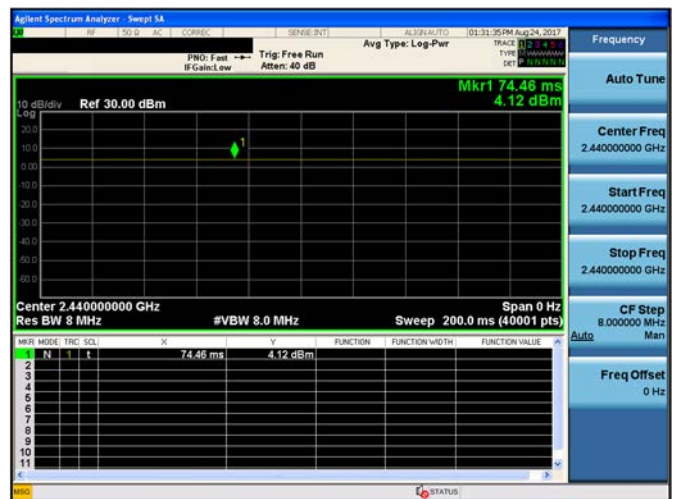 Agilent Spectrum Analyzer - Swept SA
RF 50 Ω AC CORREC SENSE:INT ALIGN AUTO 01:31:35 PM Aug 24, 2017
Avg Type: Log-Pwr
TRACE 1 2 3 4 5 6
PNO: Fast Trig: Free Run
TYPE
IFGain:Low Atten: 40 dB
DET P N N N N N
Mkr1 74.46 ms
4.12 dBm
10 dB/div Ref 30.00 dBm
Log
20.0
1
10.0
0.00
-10.0
-20.0
-30.0
-40.0
-50.0
-60.0
Center 2.440000000 GHz Span 0 Hz
Res BW 8 MHz #VBW 8.0 MHz Sweep 200.0 ms (40001 pts)
MKR MODE TRC SCL X Y FUNCTION FUNCTION WIDTH FUNCTION VALUE
1 N 1 t 74.46 ms 4.12 dBm
2
3
4
5
6
7
8
9
10
11
MSG STATUS
Frequency
Auto Tune
Center Freq
2.440000000 GHz
Start Freq
2.440000000 GHz
Stop Freq
2.440000000 GHz
CF Step
8.000000 MHz
Auto Man
Freq Offset
0 Hz